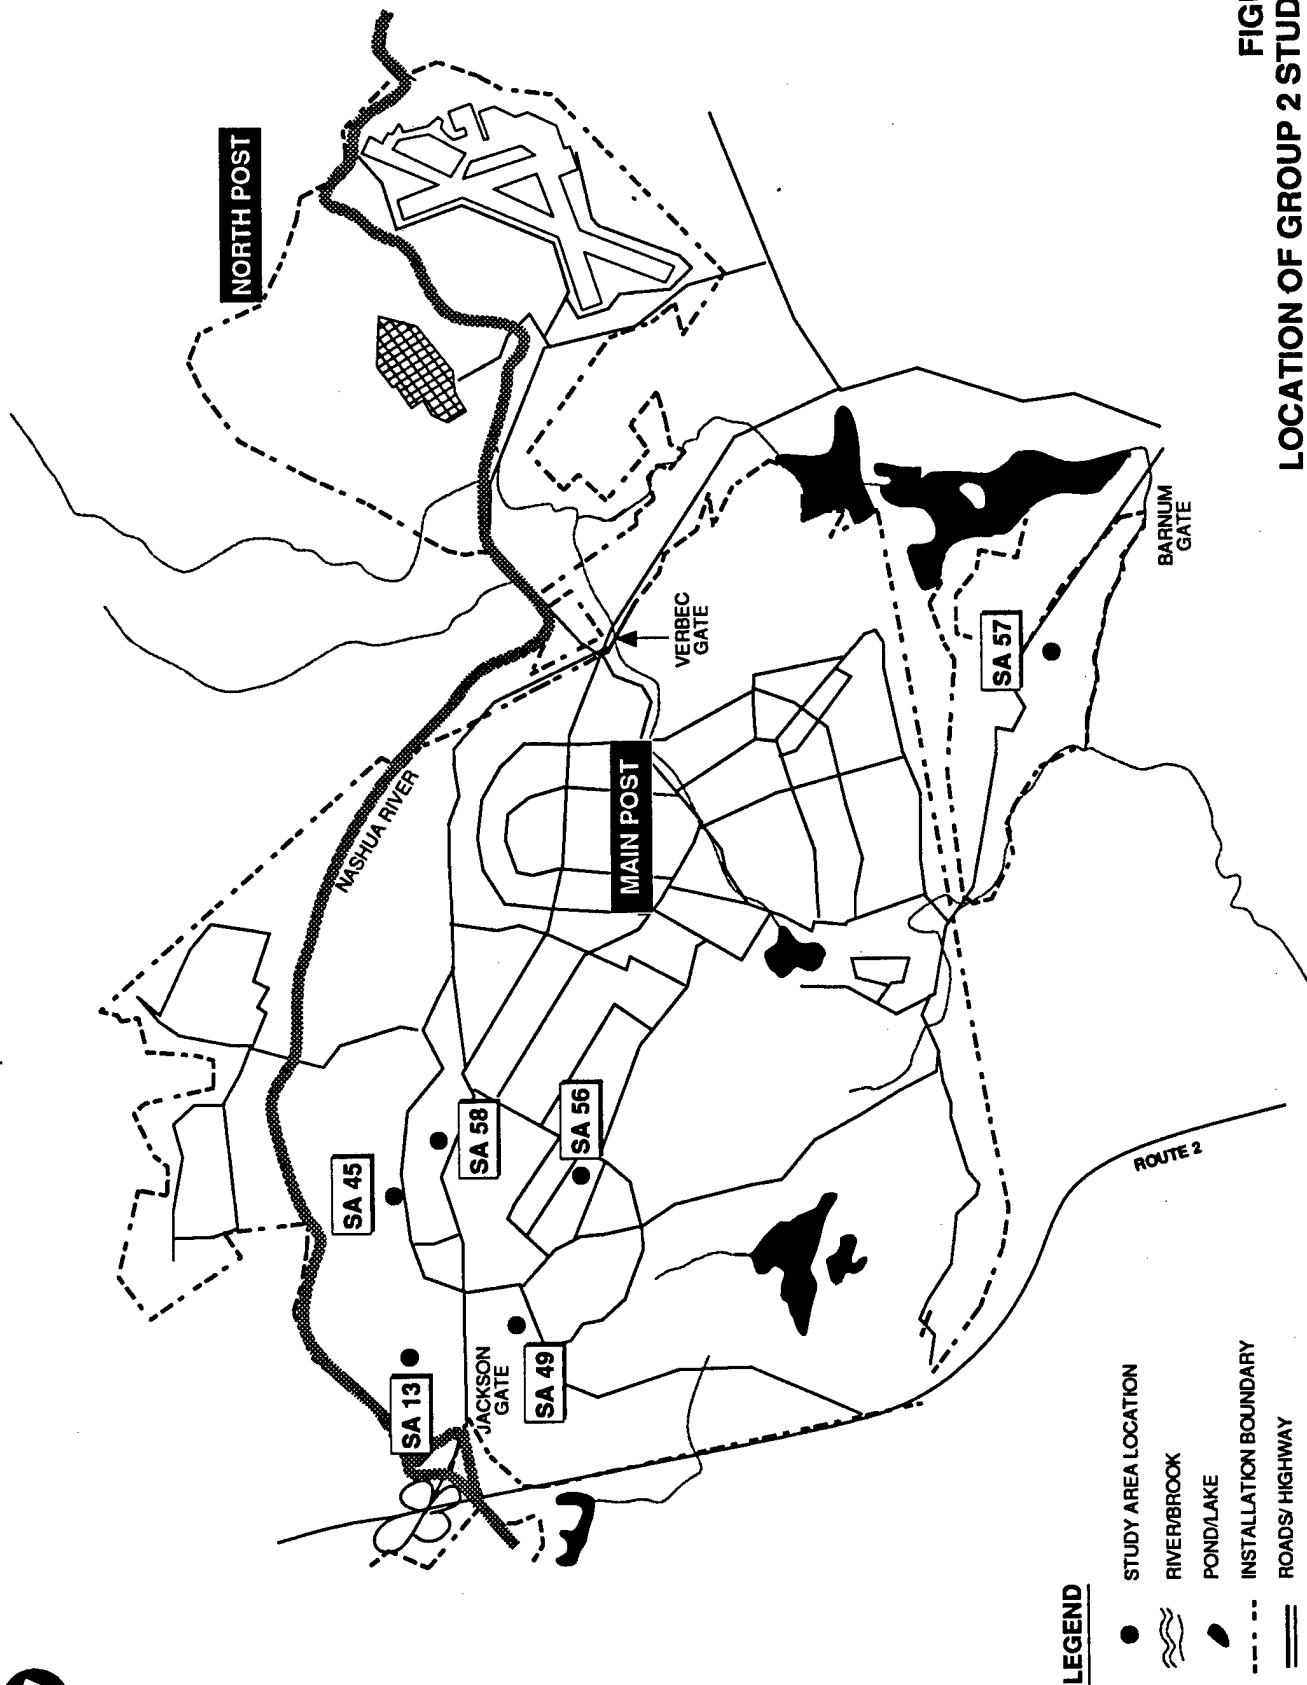 FIGU
LOCATION OF GROUP 2 STUD
NORTH POST
NASHUA RIVER
VERBEC
GATE
MAIN POST
BARNUM
GATE
SA 57
SA 58
SA 56
SA 45
SA 13
JACKSON
GATE
SA 49
ROUTE 2
LEGEND
STUDY AREA LOCATION
RIVER/BROOK
POND/LAKE
INSTALLATION BOUNDARY
ROADS/ HIGHWAY